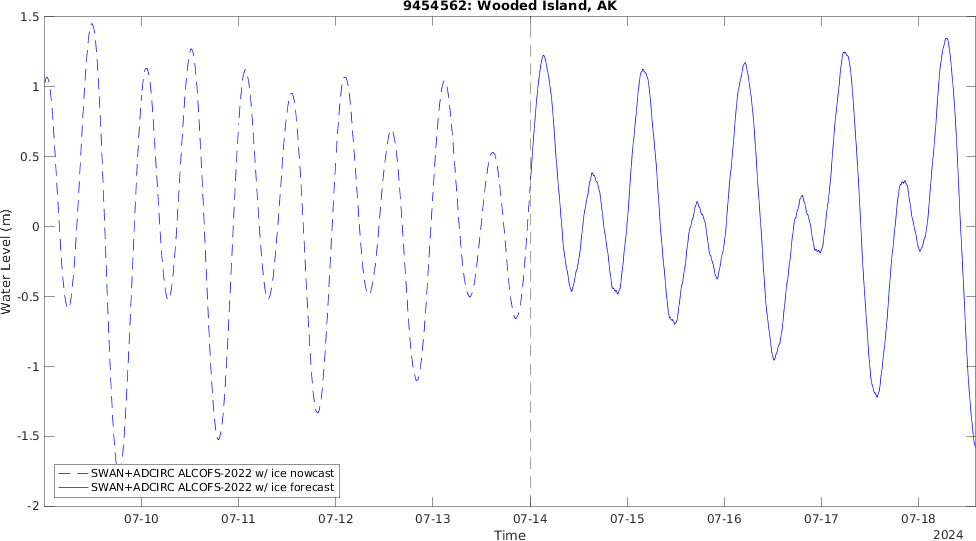 9454562: Wooded Island, AK
1.5
1
0.5
0
-0.5
-1
-1.5
-2
Water Level (m)
SWAN+ADCIRC ALCOFS-2022 w/ ice nowcast
SWAN+ADCIRC ALCOFS-2022 w/ ice forecast
07-10 07-11 07-12 07-13 07-14 07-15 07-16 07-17 07-18
Time
2024